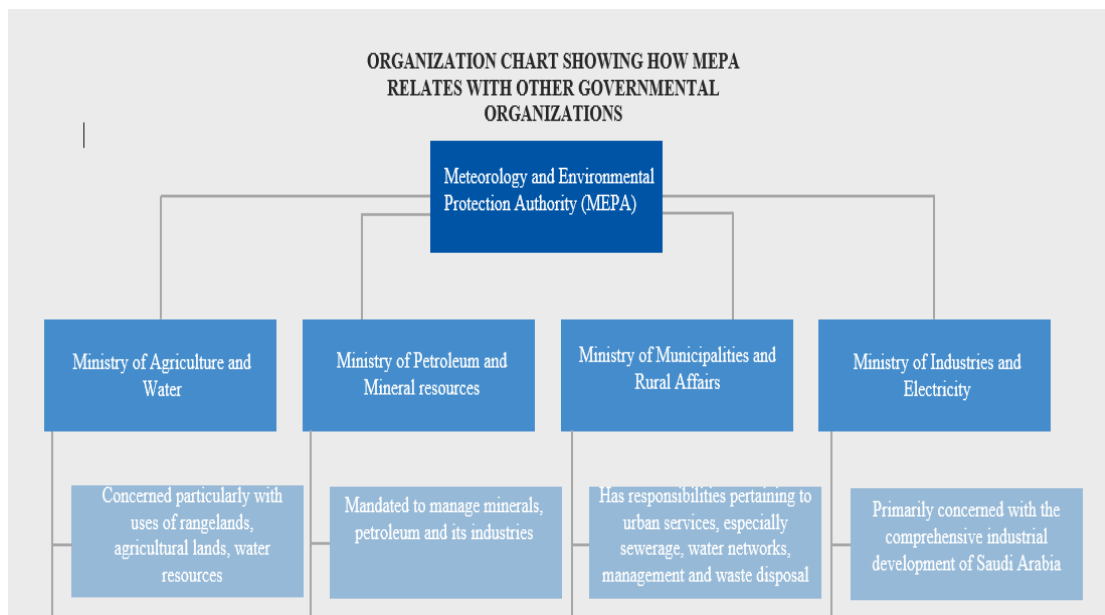 ORGANIZATION CHART SHOWING HOW MEPA
RELATES WITH OTHER GOVERNMENTAL
ORGANIZATIONS
Meteorology and Environmental
Protection Authority (MEPA)
Ministry of Agriculture and
Water
Ministry of Petroleum and
Mineral resources
Ministry of Municipalities and
Rural Affairs
Ministry of Industries and
Electricity
Concerned particularly with
uses of rangelands,
agricultural lands, water
resources
Mandated to manage minerals,
petroleum and its industries
Has responsibilities pertaining to
urban services, especially
sewerage, water networks,
management and waste disposal
Primarily concerned with the
comprehensive industrial
development of Saudi Arabia